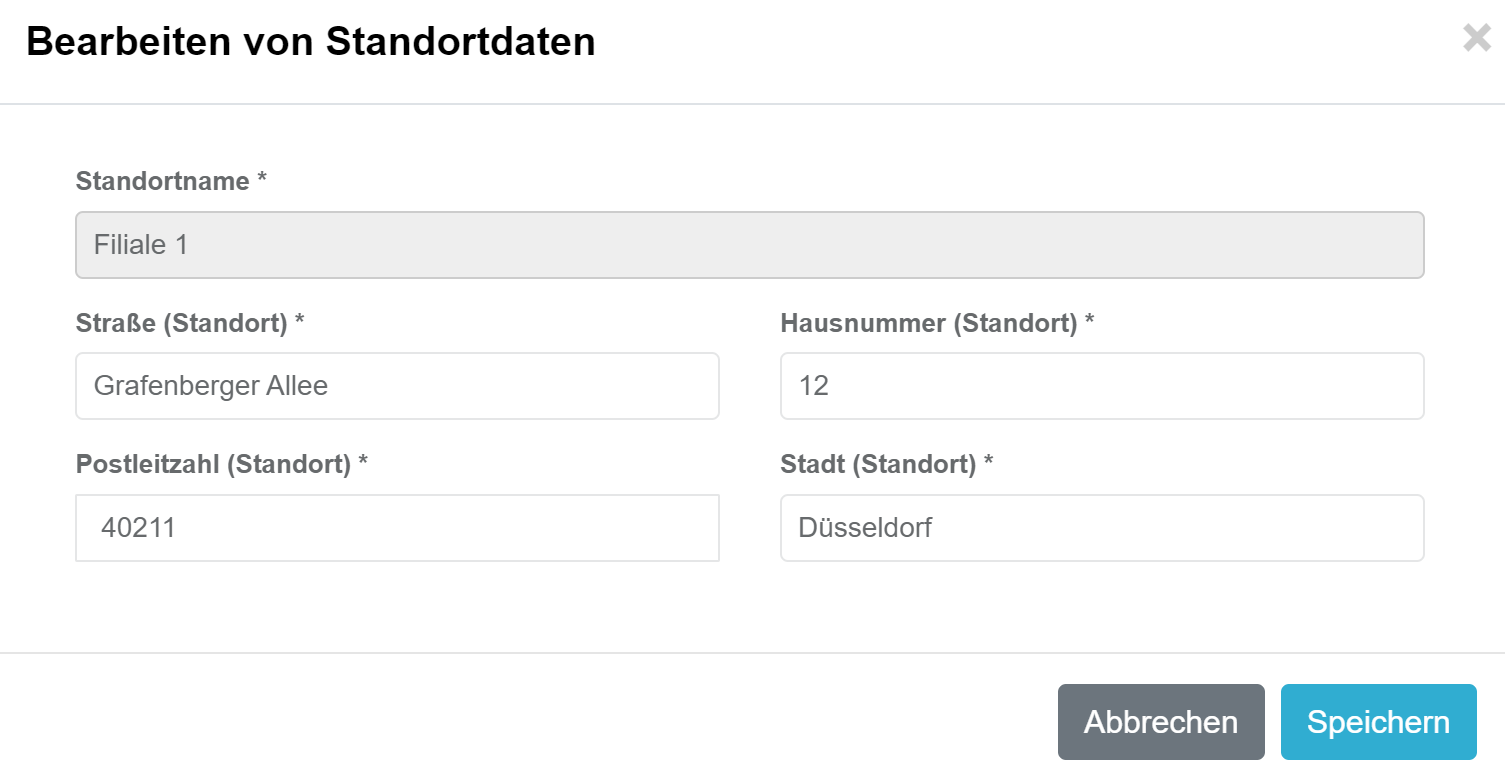 Bearbeiten von Standortdaten
Standortname *
Filiale 1
Straße (Standort) *
Hausnummer (Standort) *
Grafenberger Allee
12
Postleitzahl (Standort) *
Stadt (Standort) *
40211
Düsseldorf
Abbrechen
Speichern